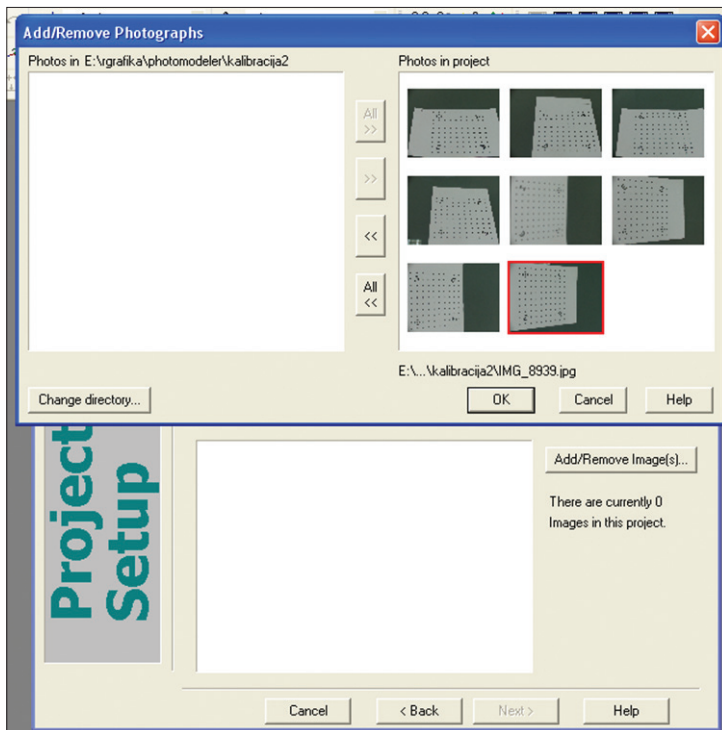 Add/Remove Photographs
Photos in E:\rgrafika\photomodeler\kalibracija2
Photos in project
All
>>
>>
<<
All
<<
E:\...\kalibracija2\IMG_8939.jpg
Change directory...
OK
Cancel
Help
Project
Setup
Add/Remove Image(s)...
There are currently 0
Images in this project.
Cancel
< Back
Next >
Help